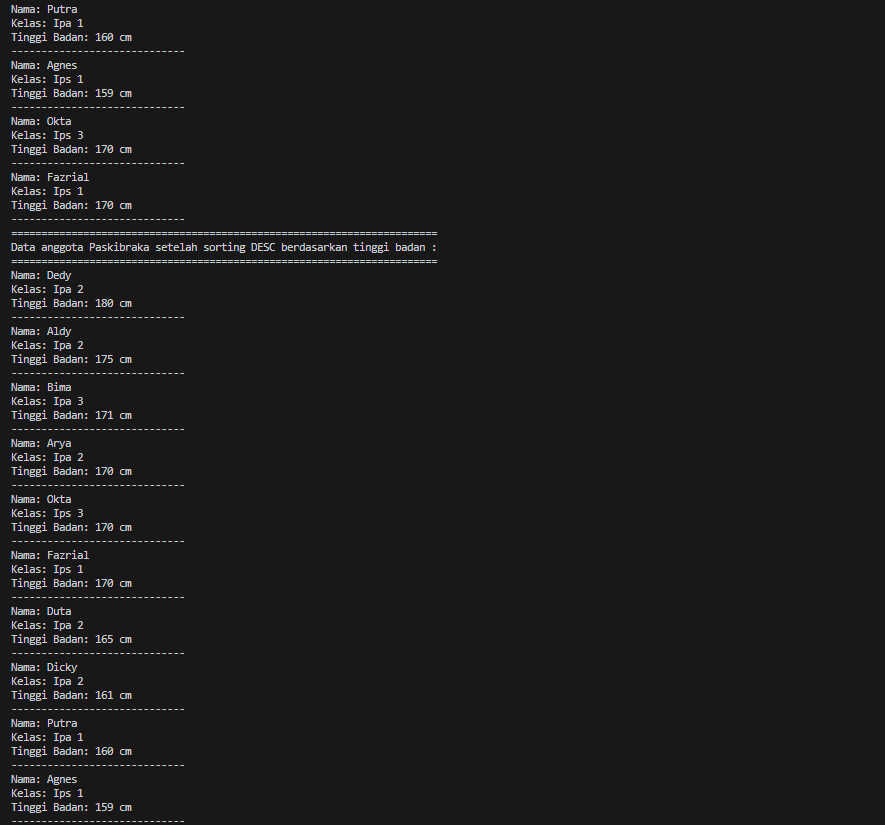 Nama: Putra
Kelas: Ipa 1
Tinggi Badan: 160 cm
-----------------------------
Nama: Agnes
Kelas: Ips 1
Tinggi Badan: 159 cm
-----------------------------
Nama: Okta
Kelas: Ips 3
Tinggi Badan: 170 cm
-----------------------------
Nama: Fazrial
Kelas: Ips 1
Tinggi Badan: 170 cm
-----------------------------
=======================================================================
Data anggota Paskibraka setelah sorting DESC berdasarkan tinggi badan :
=======================================================================
Nama: Dedy
Kelas: Ipa 2
Tinggi Badan: 180 cm
-----------------------------
Nama: Aldy
Kelas: Ipa 2
Tinggi Badan: 175 cm
-----------------------------
Nama: Bima
Kelas: Ipa 3
Tinggi Badan: 171 cm
-----------------------------
Nama: Arya
Kelas: Ipa 2
Tinggi Badan: 170 cm
-----------------------------
Nama: Okta
Kelas: Ips 3
Tinggi Badan: 170 cm
-----------------------------
Nama: Fazrial
Kelas: Ips 1
Tinggi Badan: 170 cm
-----------------------------
Nama: Duta
Kelas: Ipa 2
Tinggi Badan: 165 cm
-----------------------------
Nama: Dicky
Kelas: Ipa 2
Tinggi Badan: 161 cm
-----------------------------
Nama: Putra
Kelas: Ipa 1
Tinggi Badan: 160 cm
-----------------------------
Nama: Agnes
Kelas: Ips 1
Tinggi Badan: 159 cm
-----------------------------